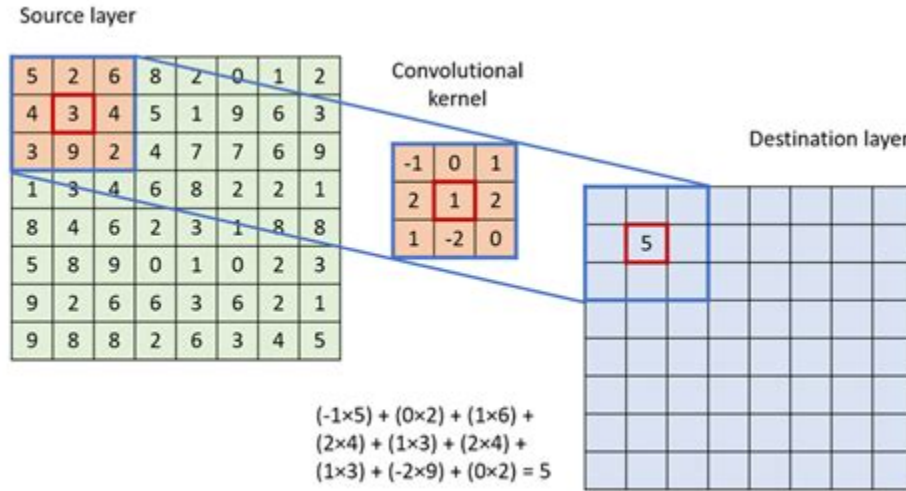 Source layer
5 2 6 8 2 0 1 2
4 3 4 5 1 9 6 3
3 9 2 4 7 7 6 9
1 3 4 6 8 2 2 1
8 4 6 2 3 1 8 8
5 8 9 0 1 0 2 3
9 2 6 6 3 6 2 1
9 8 8 2 6 3 4 5
Convolutional
kernel
-1 0 1
2 1 2
1 -2 0
Destination layer
5
(-1×5) + (0×2) + (1×6) +
(2×4) + (1×3) + (2×4) +
(1×3) + (-2×9) + (0×2) = 5